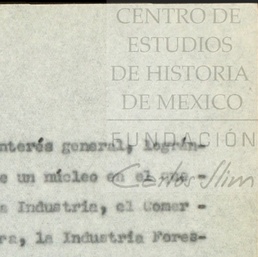 CENTRO DE
ESTUDIOS
DE HISTORIA
DE MEXICO
FUNDACIÓN
Carlos Slim
nterés general, lográn-
e un núcleo en el que -
a Industria, el Comer -
ra, la Industria Fores-